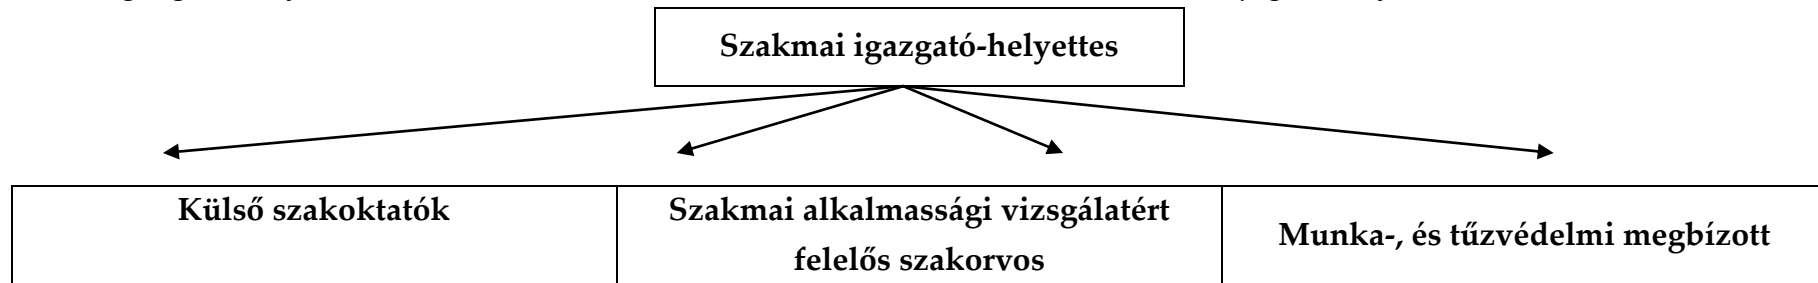 Szakmai igazgató-helyettes
Külső szakoktatók
Szakmai alkalmassági vizsgálatért
felelős szakorvos
Munka-, és tűzvédelmi megbízott